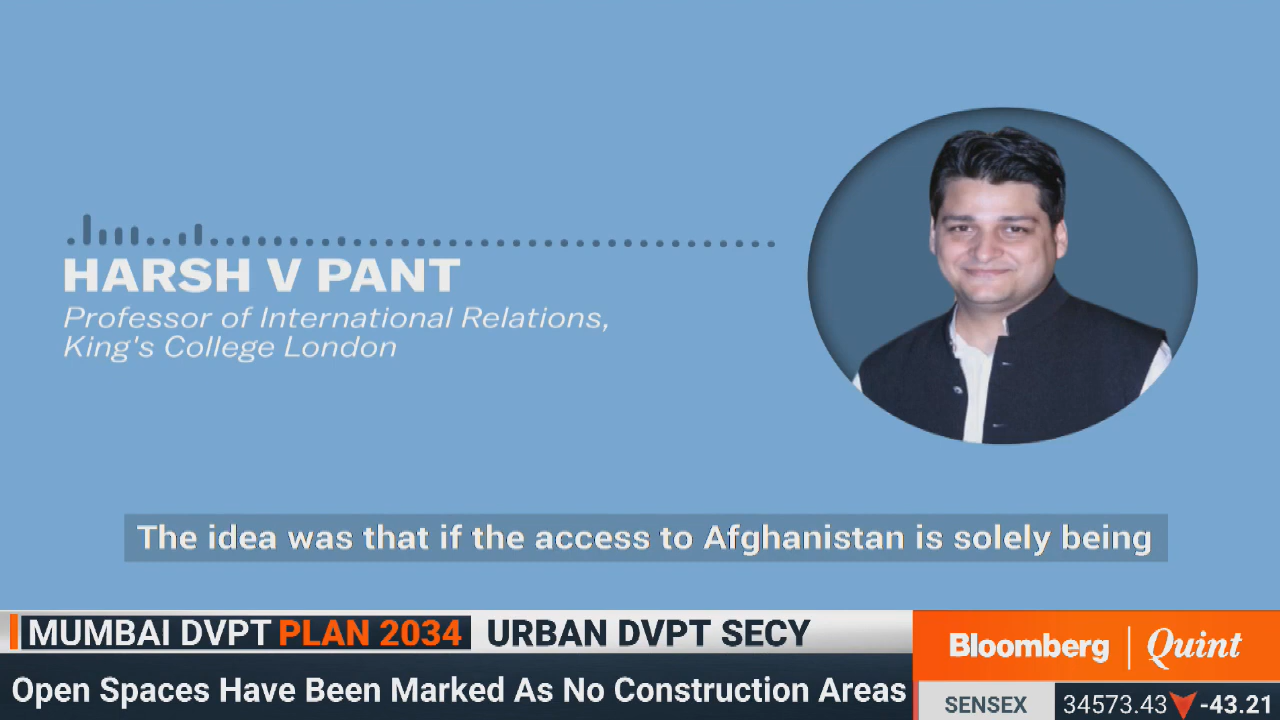 HARSH V PANT
Professor of International Relations,
King's College London
The idea was that if the access to Afghanistan is solely being
MUMBAI DVPT PLAN 2034 URBAN DVPT SECY
Open Spaces Have Been Marked As No Construction Areas
Bloomberg | Quint
SENSEX 34573.43 -43.21